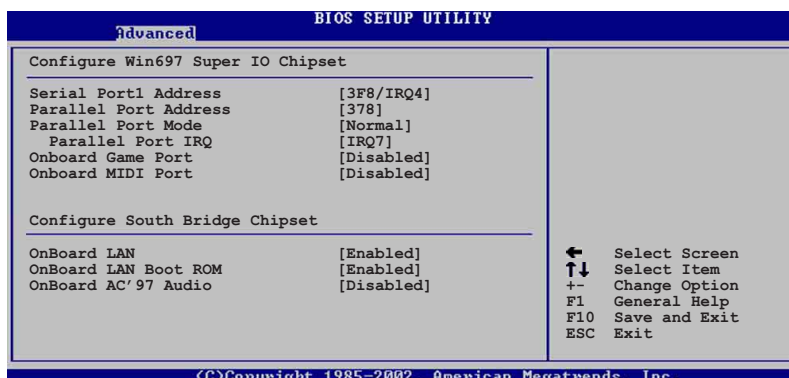 BIOS SETUP UTILITY
Advanced
Configure Win697 Super IO Chipset
Serial Port1 Address [3F8/IRQ4]
Parallel Port Address [378]
Parallel Port Mode [Normal]
Parallel Port IRQ [IRQ7]
Onboard Game Port [Disabled]
Onboard MIDI Port [Disabled]
Configure South Bridge Chipset
OnBoard LAN [Enabled]
OnBoard LAN Boot ROM [Enabled]
OnBoard AC'97 Audio [Disabled]
← Select Screen
↑↓ Select Item
+- Change Option
F1 General Help
F10 Save and Exit
ESC Exit
(C)Copyright 1985-2002, American Megatrends, Inc